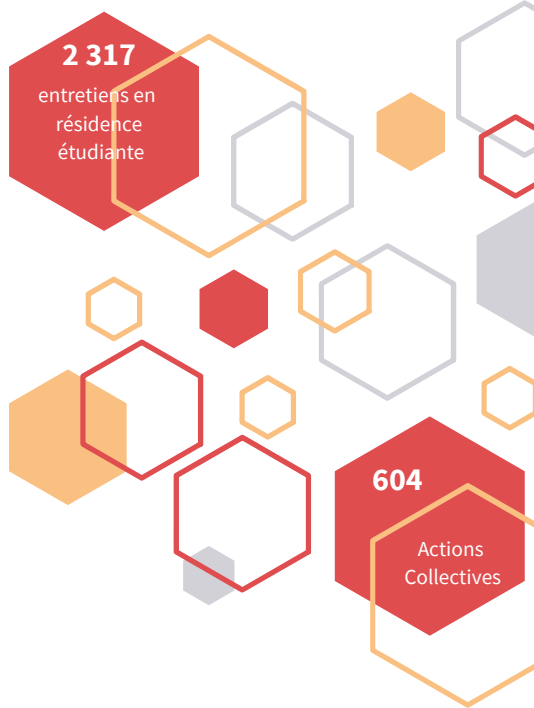 2 317
entretiens en
résidence
étudiante
604
Actions
Collectives